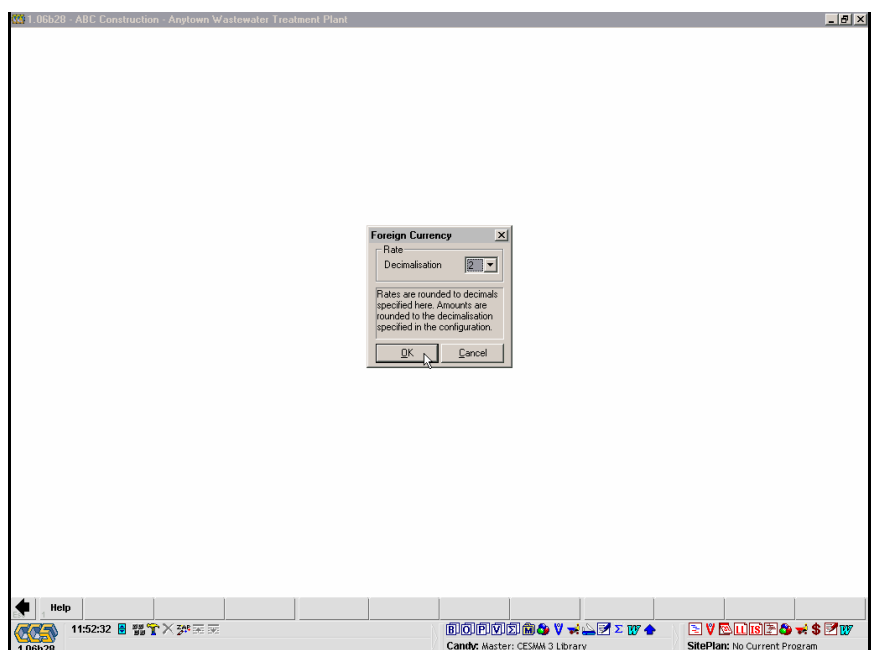 1.06b28 - ABC Construction - Anytown Wastewater Treatment Plant
Foreign Currency
Rate
Decimalisation 2
Rates are rounded to decimals
specified here. Amounts are
rounded to the decimalisation
specified in the configuration.
OK Cancel
Help
CCS 11:52:32
1.06b28 Candy: Master: CESMM 3 Library SitePlan: No Current Program